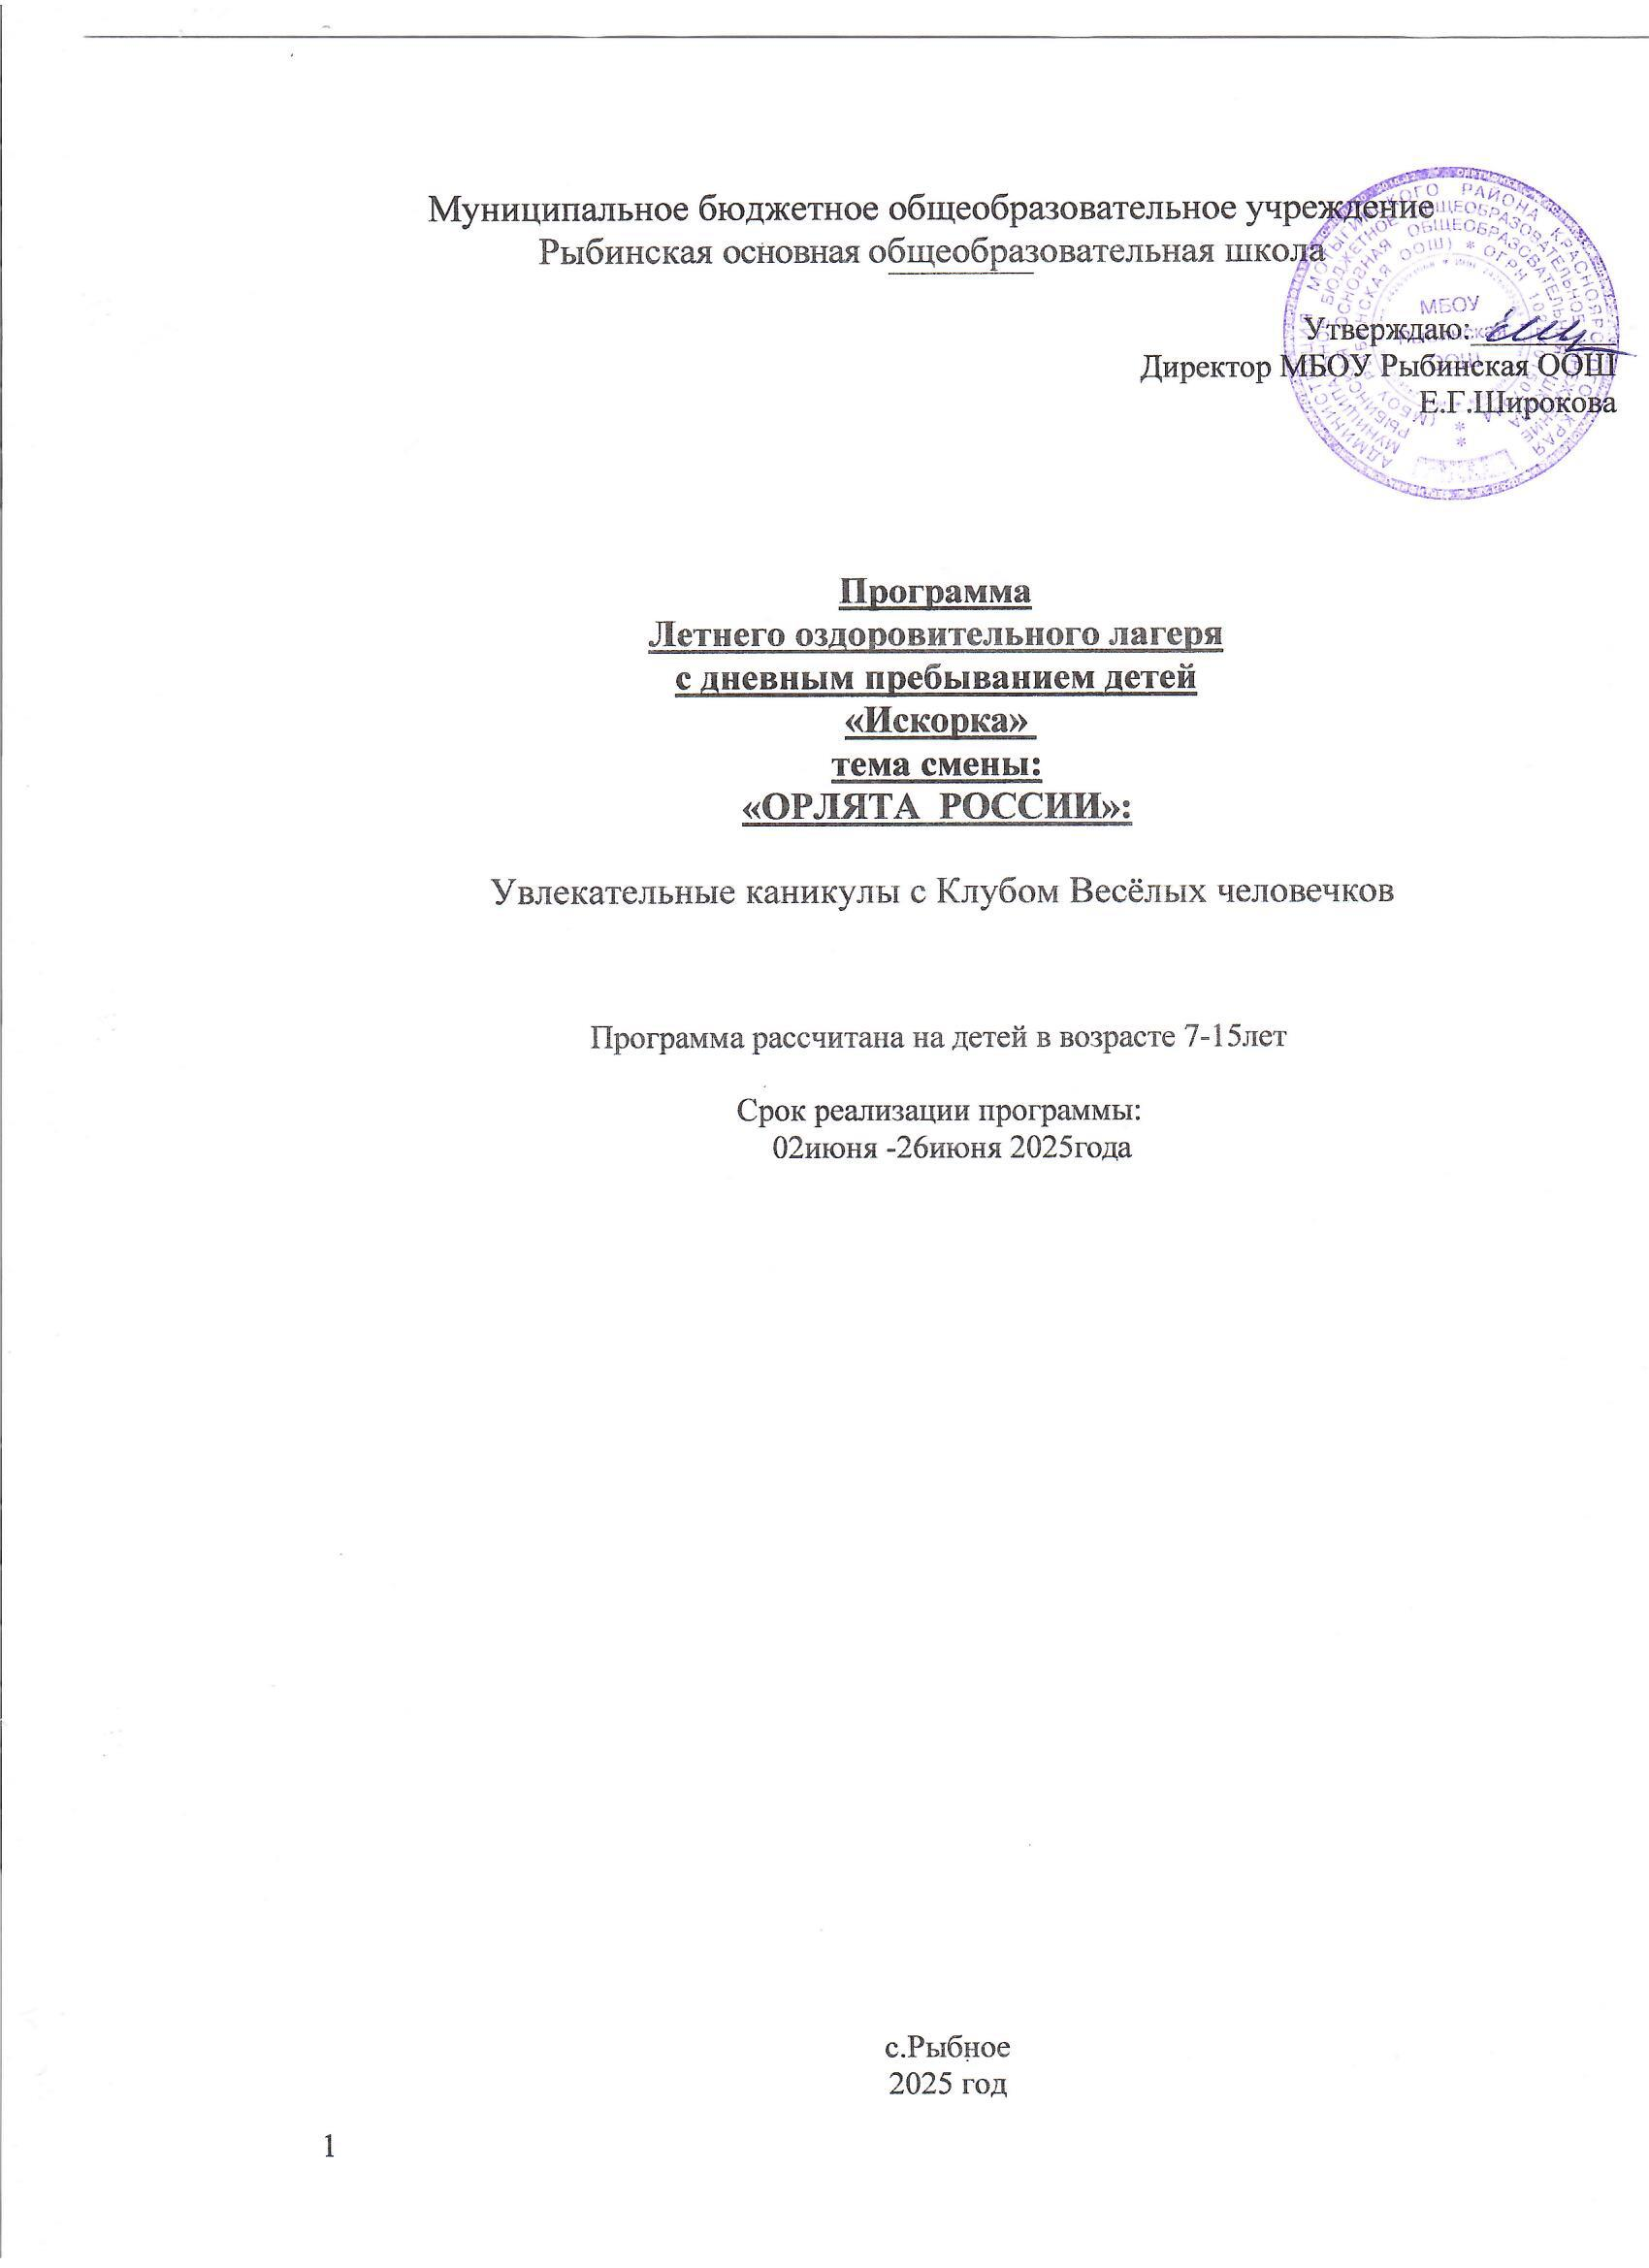 Муниципальное бюджетное общеобразовательное учреждение
Рыбинская основная общеобразовательная школа
Утверждаю:
Директор МБОУ Рыбинская ООШ
Е.Г.Широкова
МБОУ
Программа
Летнего оздоровительного лагеря
с дневным пребыванием детей
«Искорка»
тема смены:
«ОРЛЯТА РОССИИ»:
Увлекательные каникулы с Клубом Весёлых человечков
Программа рассчитана на детей в возрасте 7-15лет
Срок реализации программы:
02июня -26июня 2025года
с.Рыбное
2025 год
1